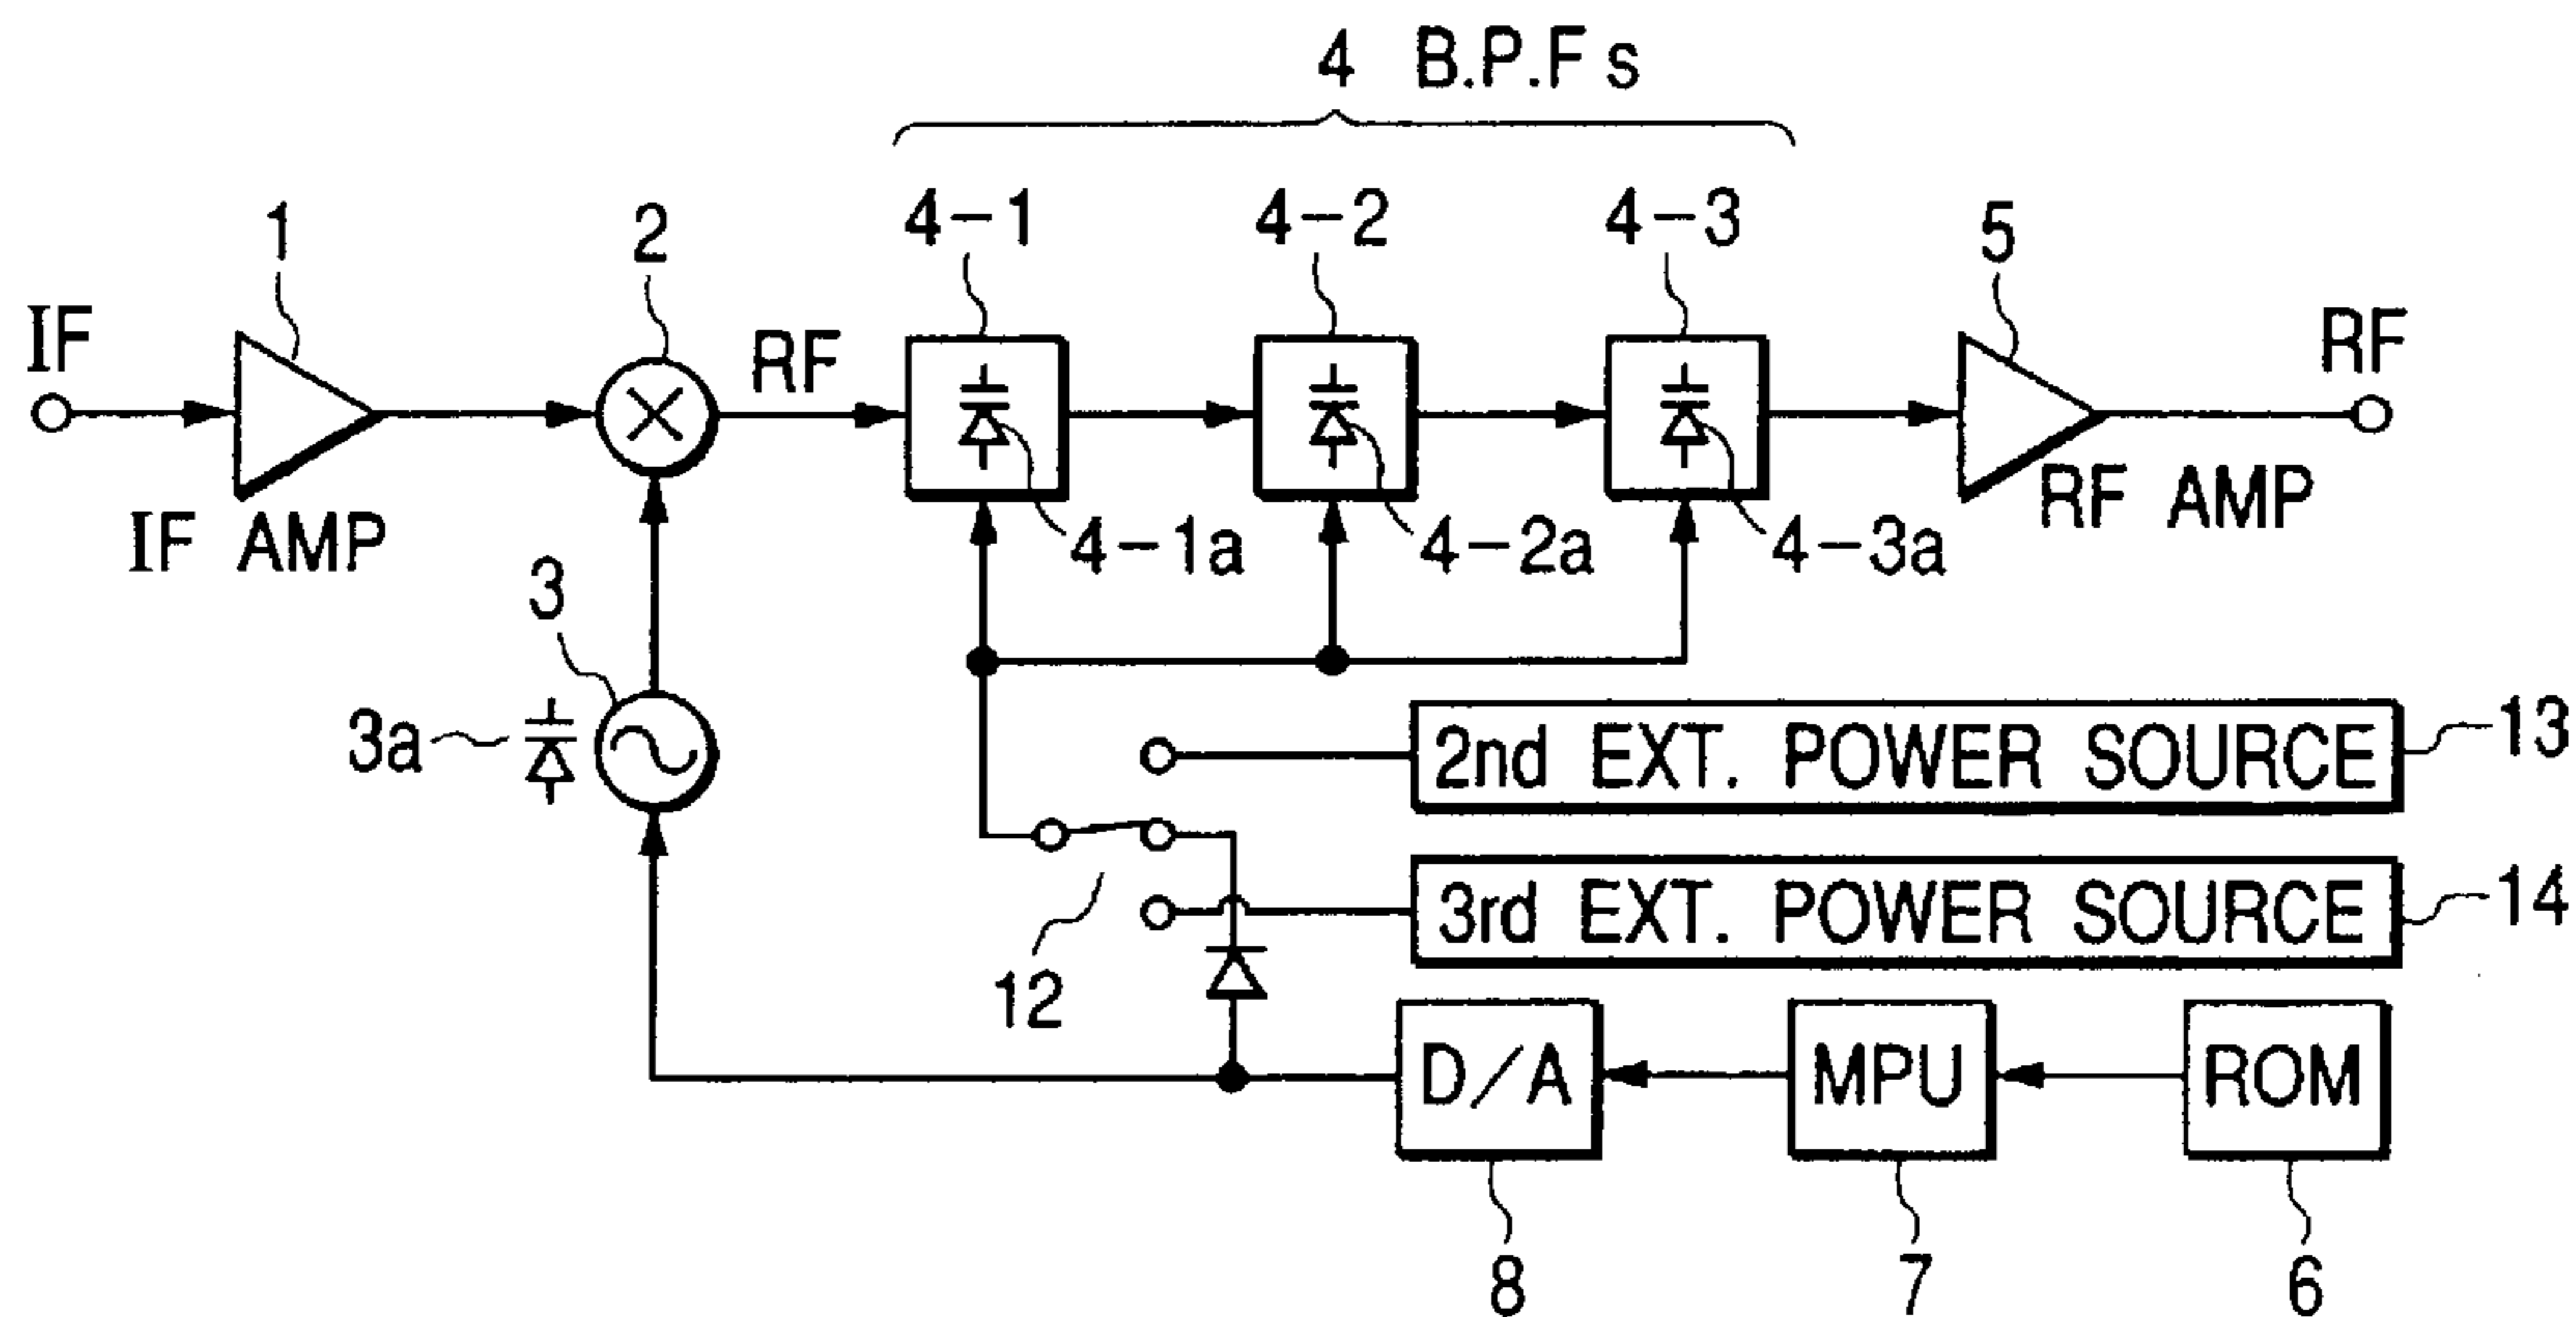 4 B.P.F s
1
2
4-1
4-2
4-3
5
IF
RF
RF
IF AMP
4-1a
4-2a
4-3a
RF AMP
3
3a
2nd EXT. POWER SOURCE
13
12
3rd EXT. POWER SOURCE
14
D/A
MPU
ROM
8
7
6